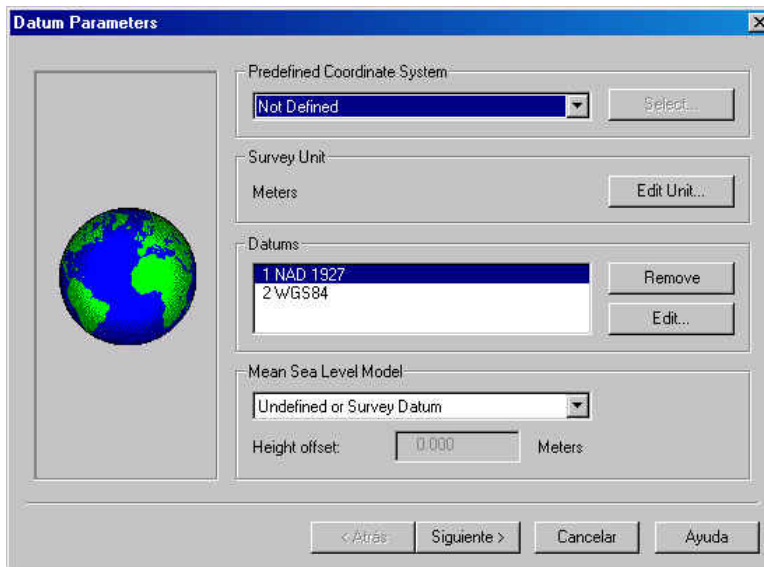 Datum Parameters
Predefined Coordinate System
Not Defined
Select...
Survey Unit
Meters
Edit Unit...
Datums
1 NAD 1927
2 WGS84
Remove
Edit...
Mean Sea Level Model
Undefined or Survey Datum
Height offset:
0.000
Meters
< Atrás
Siguiente >
Cancelar
Ayuda